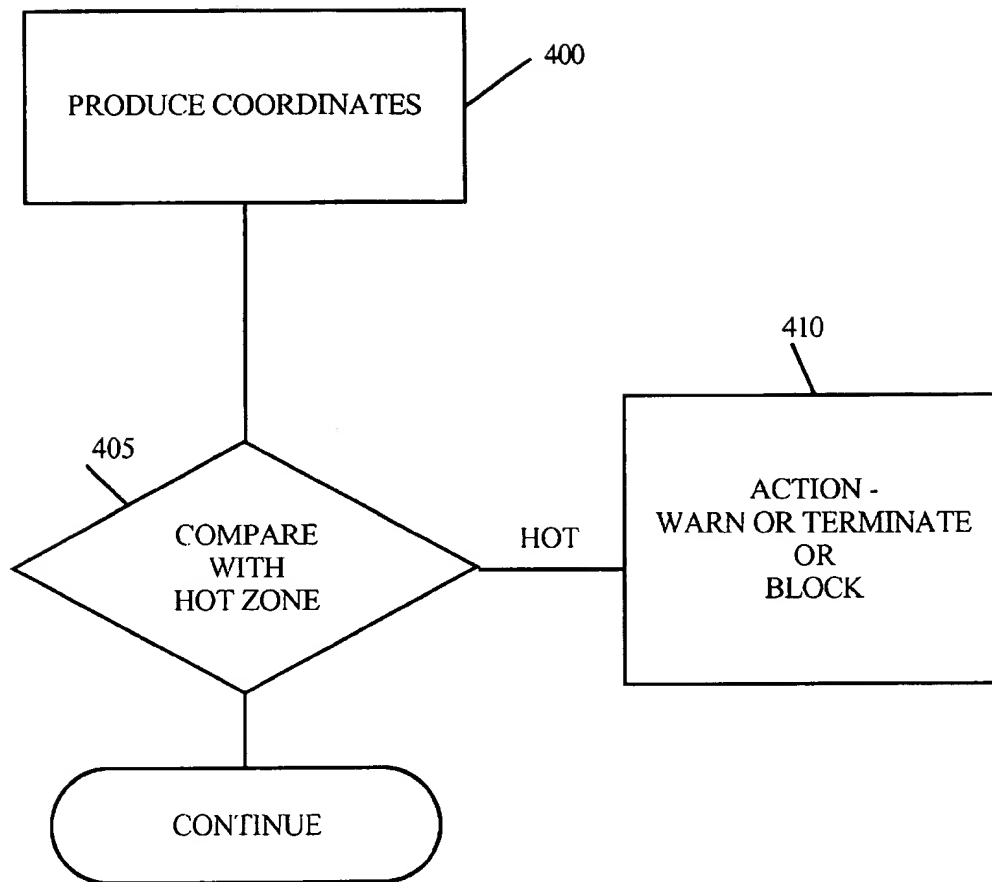 400
PRODUCE COORDINATES
410
405
ACTION -
WARN OR TERMINATE
OR
BLOCK
COMPARE
WITH
HOT ZONE
HOT
CONTINUE